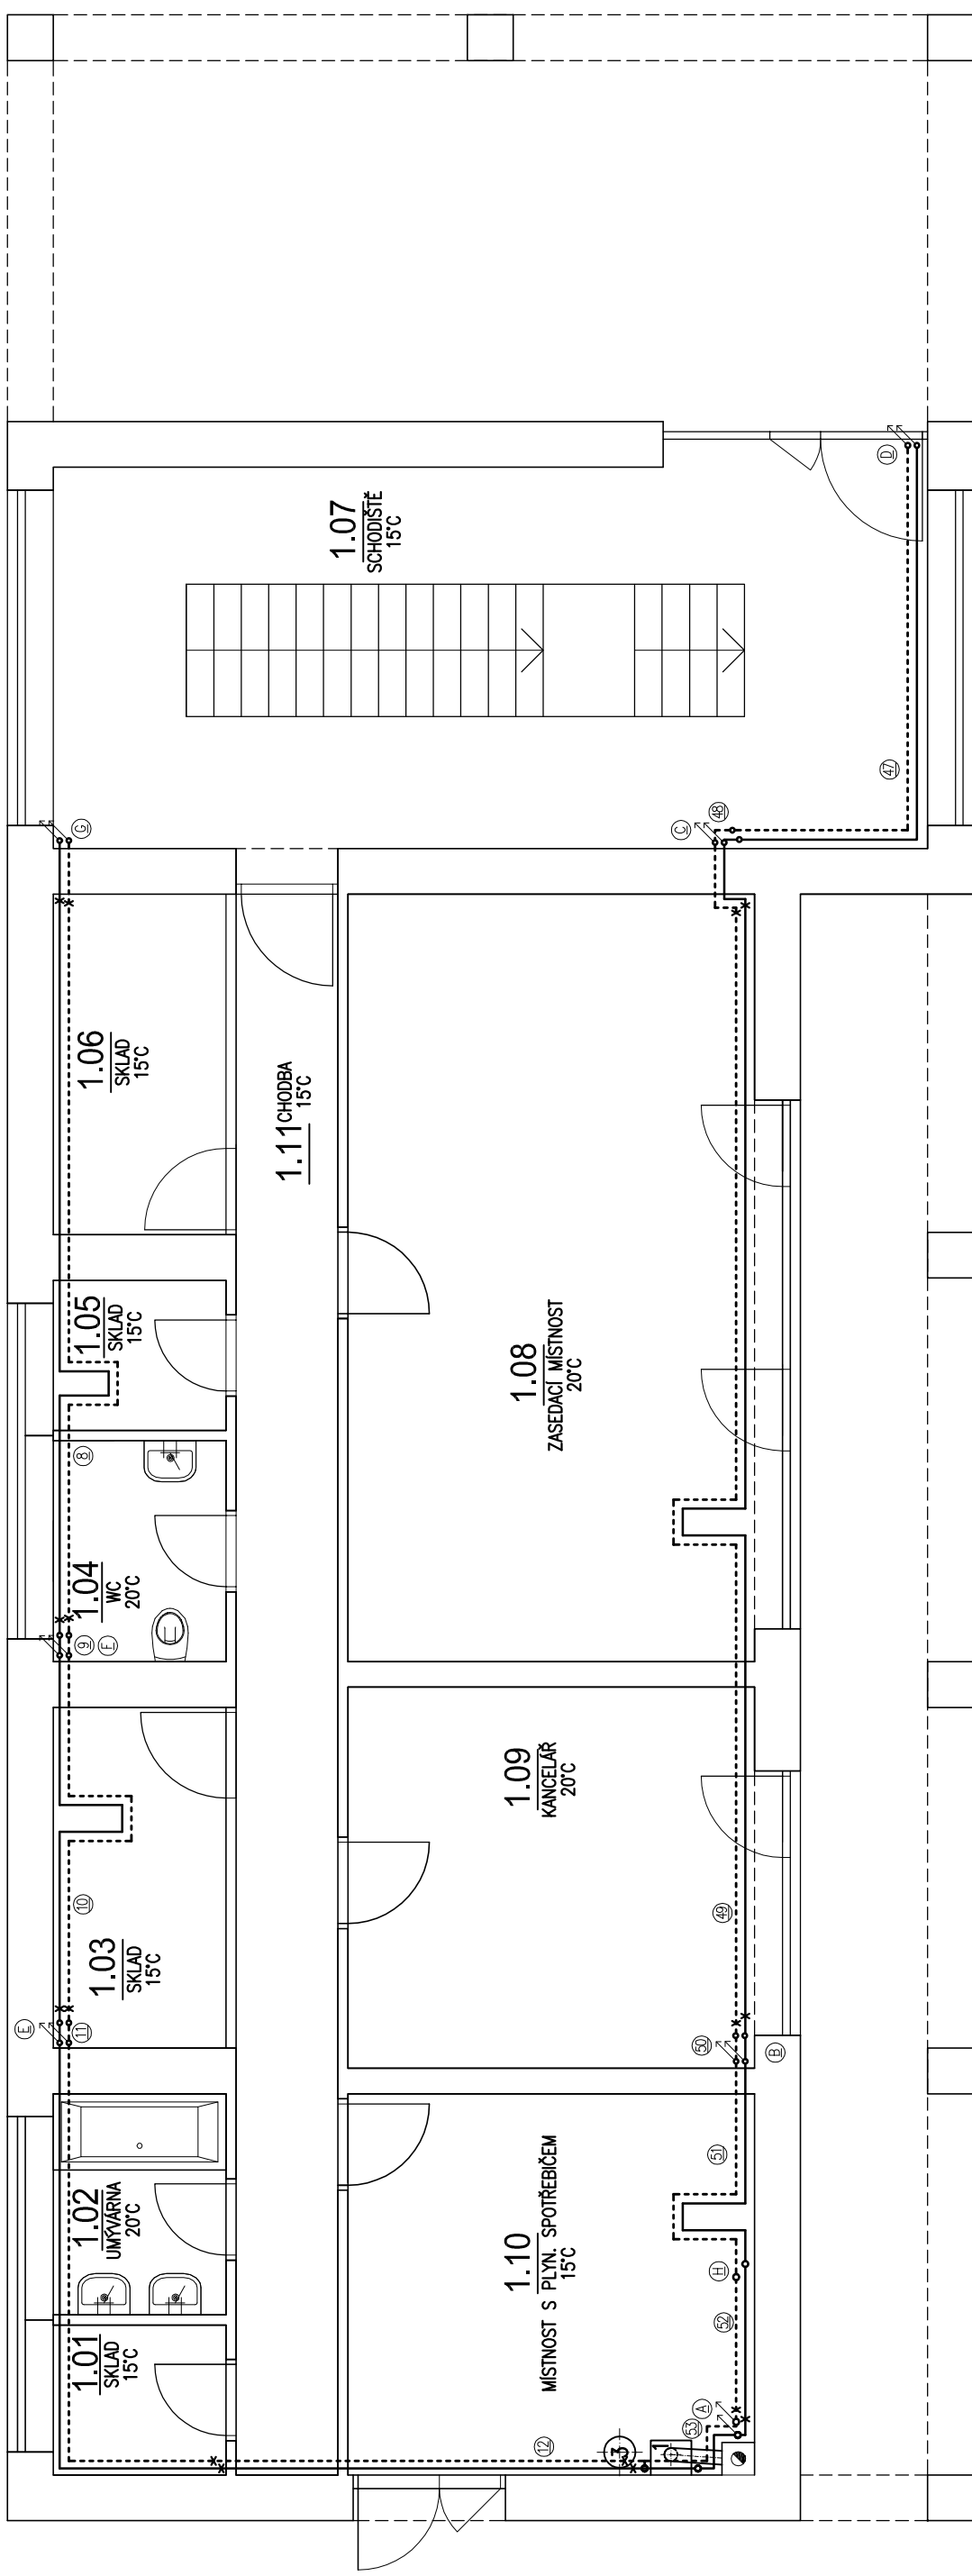 1.01
SKLAD
15°C
1.02
UMÝVÁRNA
20°C
1.03
SKLAD
15°C
1.04
WC
20°C
1.05
SKLAD
15°C
1.06
SKLAD
15°C
1.07
SCHODIŠTĚ
15°C
1.08
ZASEDACÍ MÍSTNOST
20°C
1.09
KANCELÁŘ
20°C
1.10
MÍSTNOST S PLYN. SPOTŘEBIČEM
15°C
1.11 CHODBA
15°C
E
11
10
9
F
8
G
12
3
1
53
A
52
H
51
50
B
49
C
48
47
D